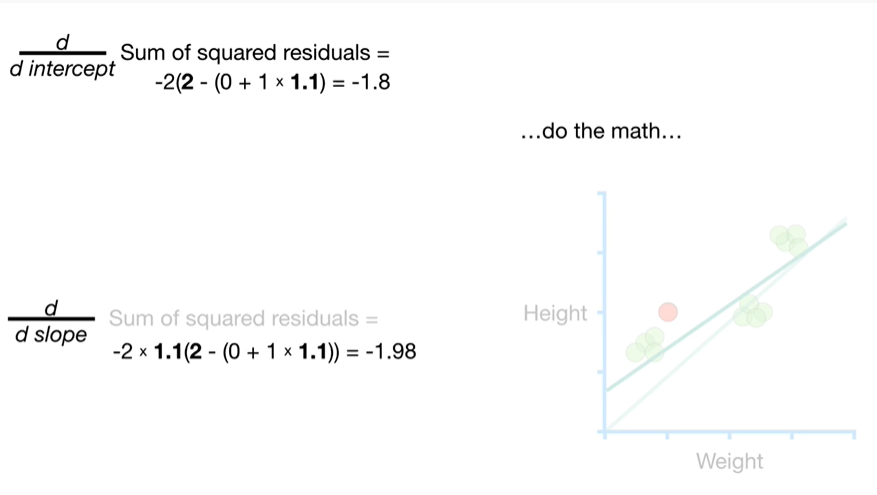 d
d intercept
Sum of squared residuals =
-2(2 - (0 + 1 × 1.1) = -1.8
...do the math...
d
d slope
Sum of squared residuals =
-2 × 1.1(2 - (0 + 1 × 1.1)) = -1.98
Height
Weight